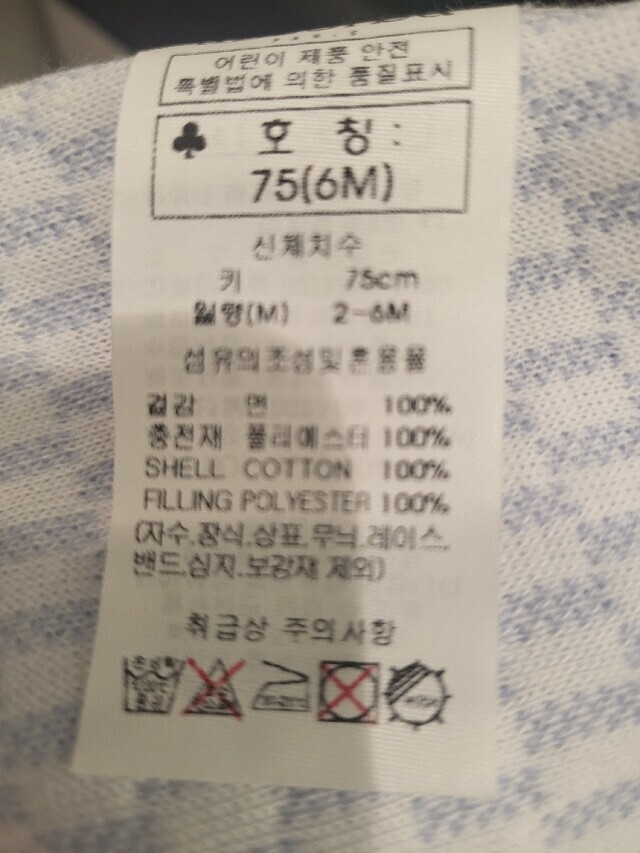 어린이 제품 안전
특별법에 의한 품질표시
♣ 호 칭 :
75(6M)
신체치수
키 75cm
월령(M) 2-6M
섬유의조성및혼용율
겉감 면 100%
충전재 폴리에스터 100%
SHELL COTTON 100%
FILLING POLYESTER 100%
(자수.장식.상표.무늬.레이스.
밴드.심지.보강재 제외)
취급상 주의사항